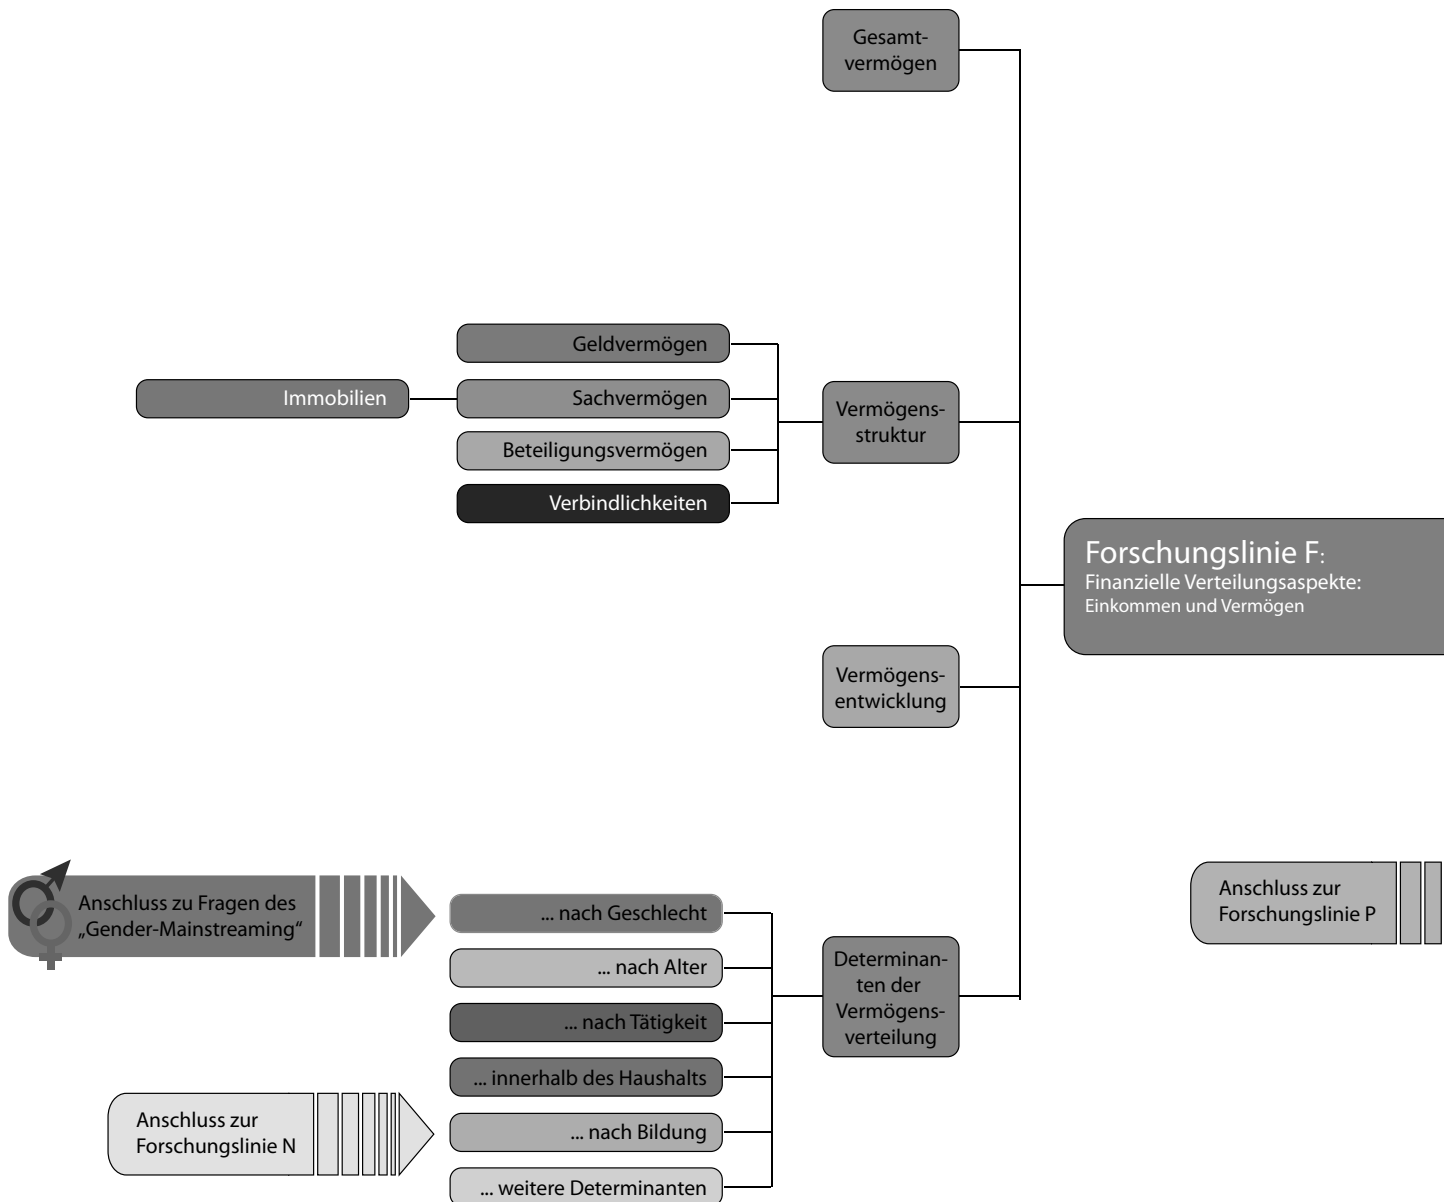 Gesamt-
vermögen
Geldvermögen
Immobilien
Sachvermögen
Beteiligungsvermögen
Verbindlichkeiten
Vermögens-
struktur
Forschungslinie F:
Finanzielle Verteilungsaspekte:
Einkommen und Vermögen
Vermögens-
entwicklung
Anschluss zu Fragen des
„Gender-Mainstreaming“
... nach Geschlecht
... nach Alter
... nach Tätigkeit
... innerhalb des Haushalts
... nach Bildung
... weitere Determinanten
Determinan-
ten der
Vermögens-
verteilung
Anschluss zur
Forschungslinie P
Anschluss zur
Forschungslinie N